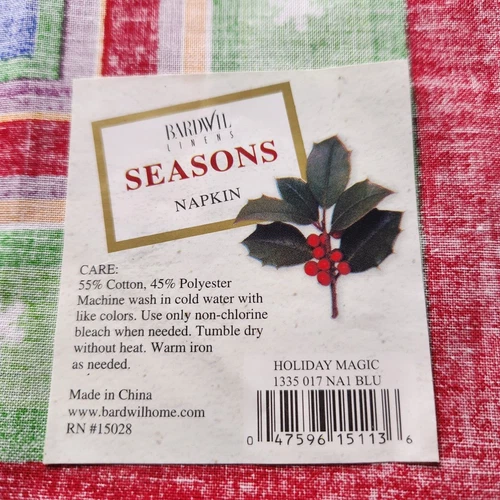 BARDWIL
LINENS
SEASONS
NAPKIN
CARE:
55% Cotton, 45% Polyester
Machine wash in cold water with
like colors. Use only non-chlorine
bleach when needed. Tumble dry
without heat. Warm iron
as needed.
Made in China
www.bardwilhome.com
RN #15028
HOLIDAY MAGIC
1335 017 NA1 BLU
0 47596 15113 6